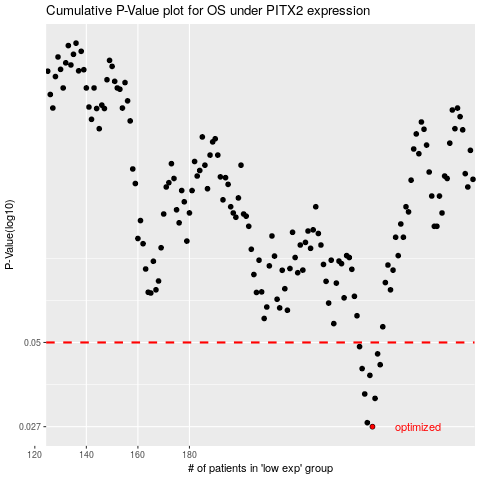 Cumulative P-Value plot for OS under PITX2 expression
P-Value(log10)
0.05
0.027
optimized
120 140 160 180
# of patients in 'low exp' group